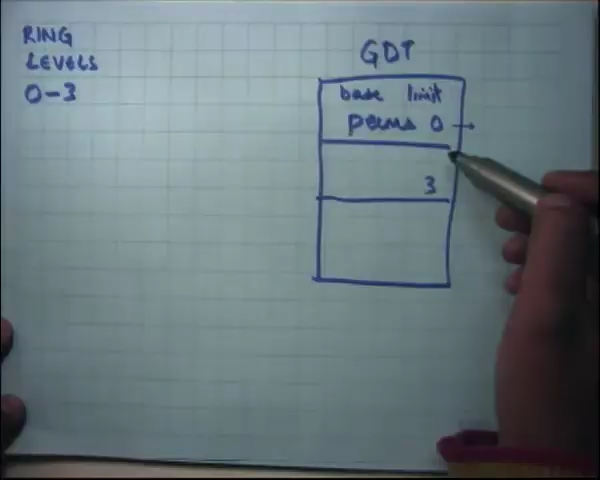 RING
LEVELS
0-3
GDT
base limit
perms 0
3